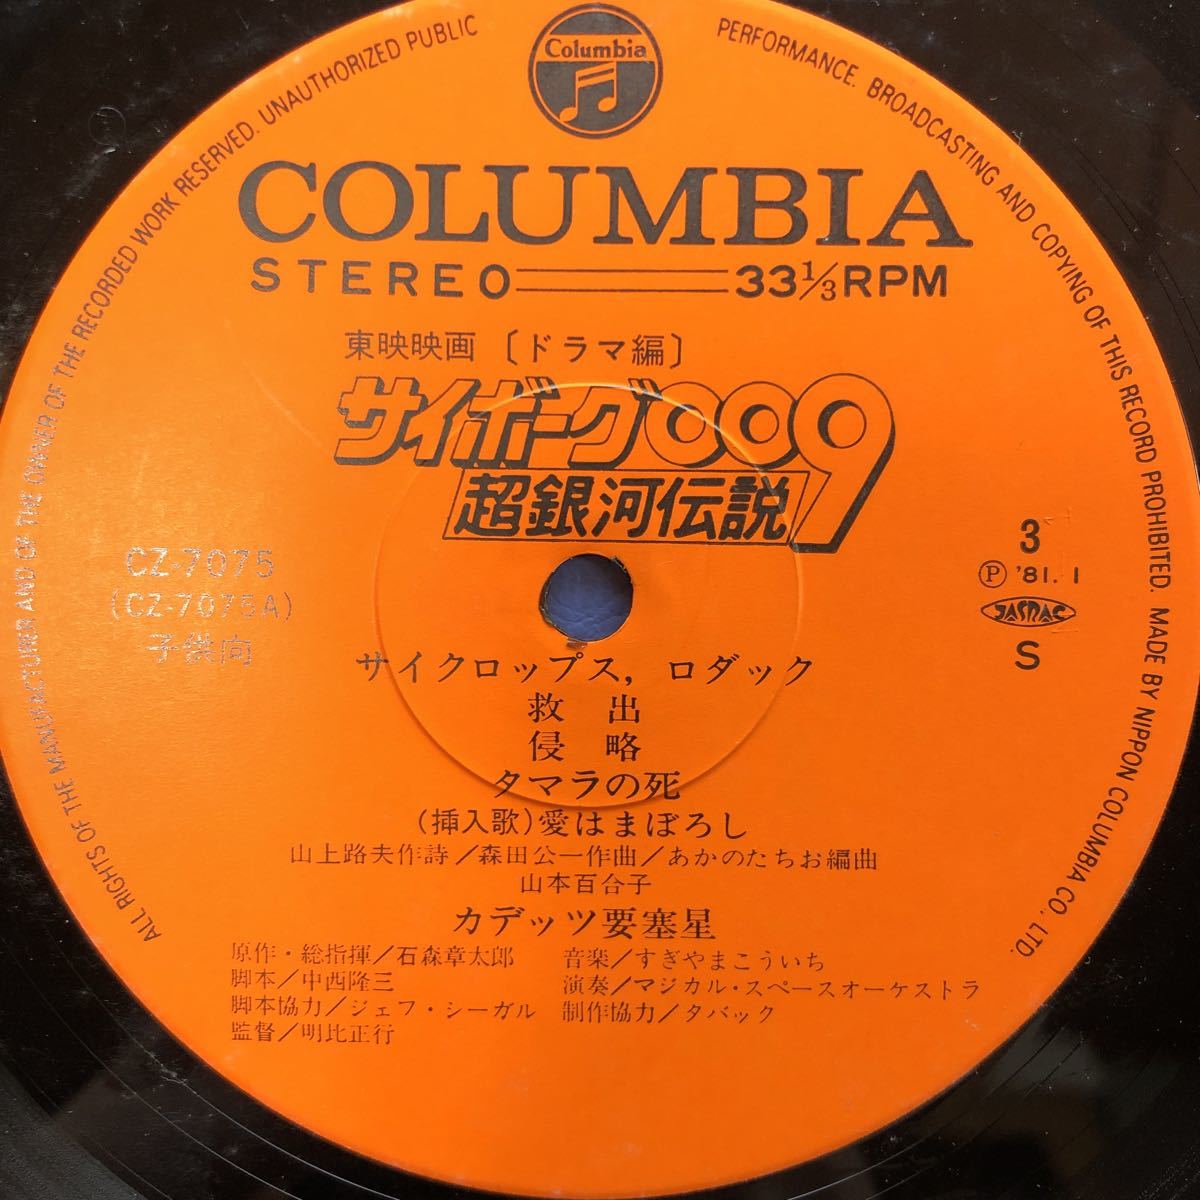 Columbia
ALL RIGHTS OF THE MANUFACTURER AND OF THE OWNER OF THE RECORDED WORK RESERVED. UNAUTHORIZED PUBLIC PERFORMANCE. BROADCASTING AND COPYING OF THIS RECORD PROHIBITED. MADE BY NIPPON COLUMBIA CO., LTD.
COLUMBIA
STEREO 33 1/3 RPM
東映映画〔ドラマ編〕
サイボーグ009
超銀河伝説
CZ-7075
(CZ-7075A)
子供向
3
Ⓟ '81. 1
JASRAC
S
サイクロップス, ロダック
救出
侵略
タマラの死
(挿入歌)愛はまぼろし
山上路夫作詩/森田公一作曲/あかのたちお編曲
山本百合子
カデッツ要塞星
原作・総指揮/石森章太郎
脚本/中西隆三
脚本協力/ジェフ・シーガル
監督/明比正行
音楽/すぎやまこういち
演奏/マジカル・スペースオーケストラ
制作協力/タバック